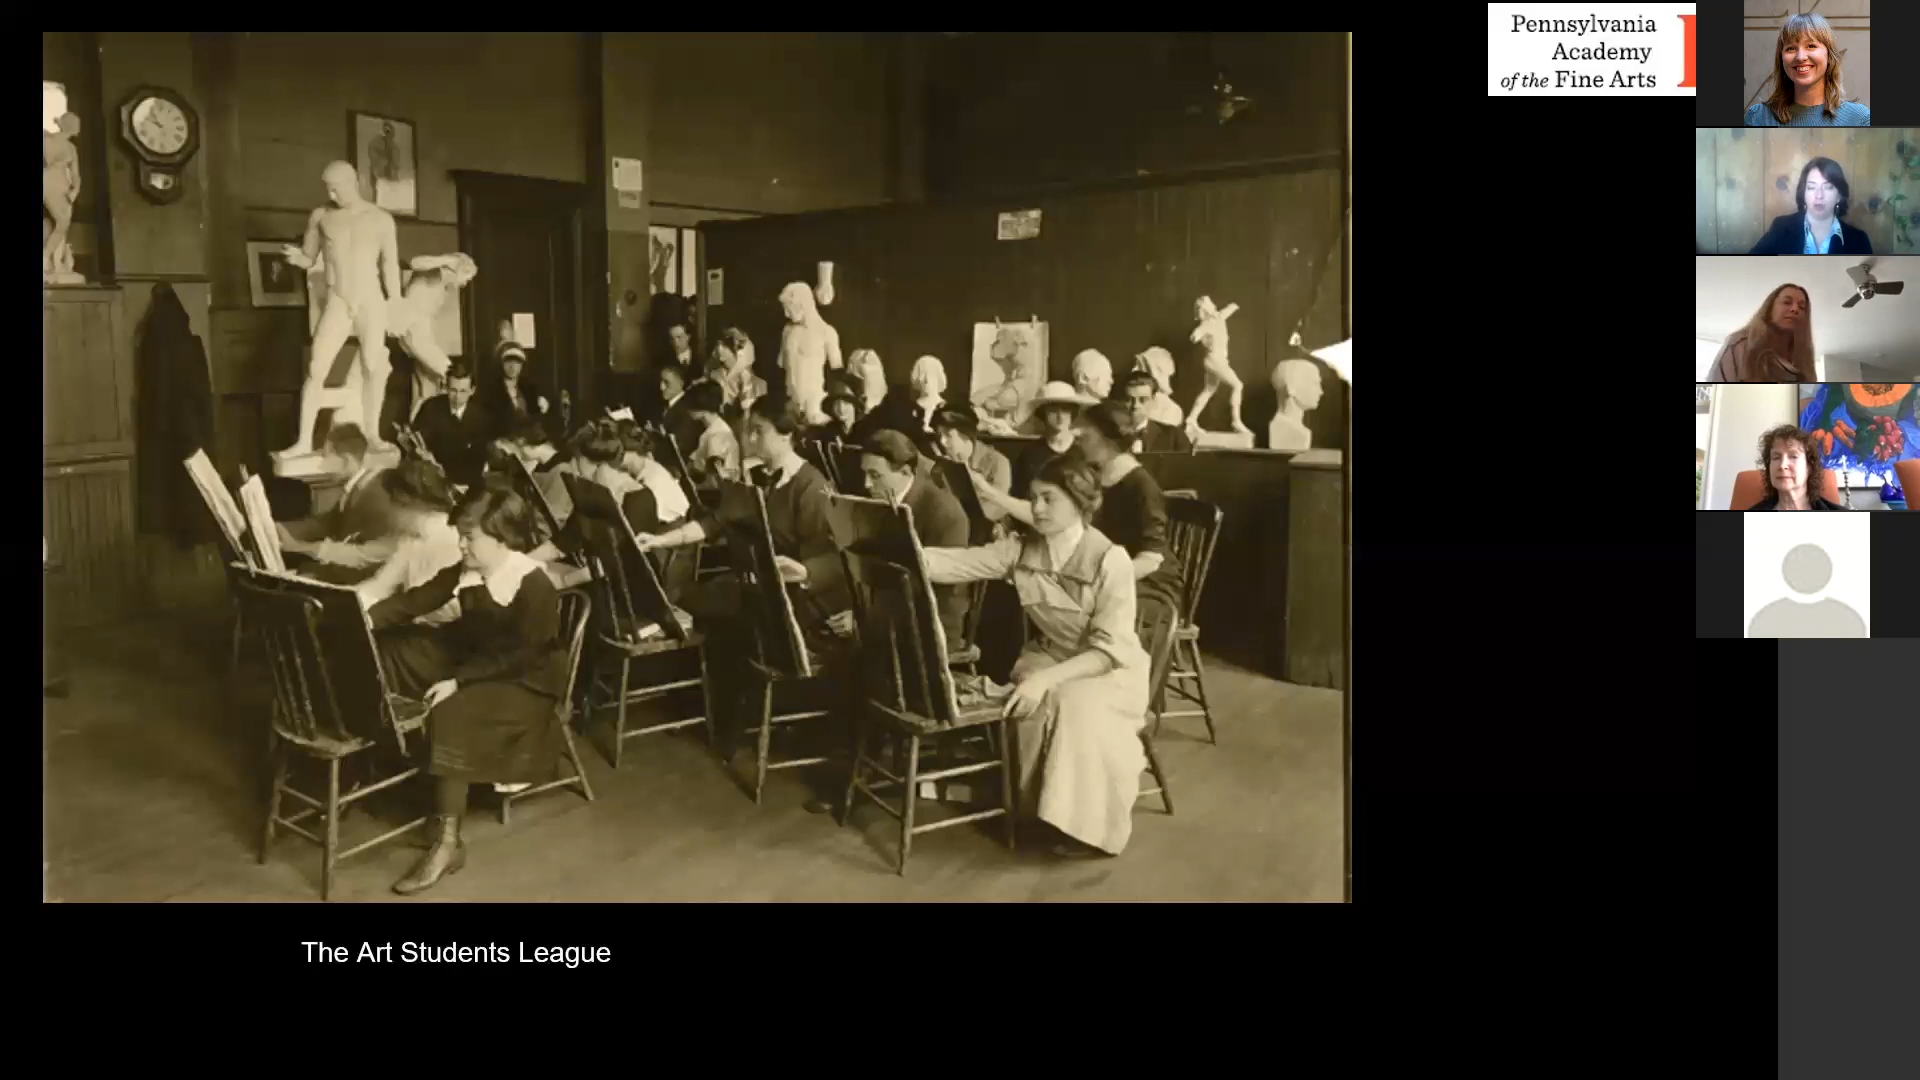 Pennsylvania
Academy
of the Fine Arts
The Art Students League